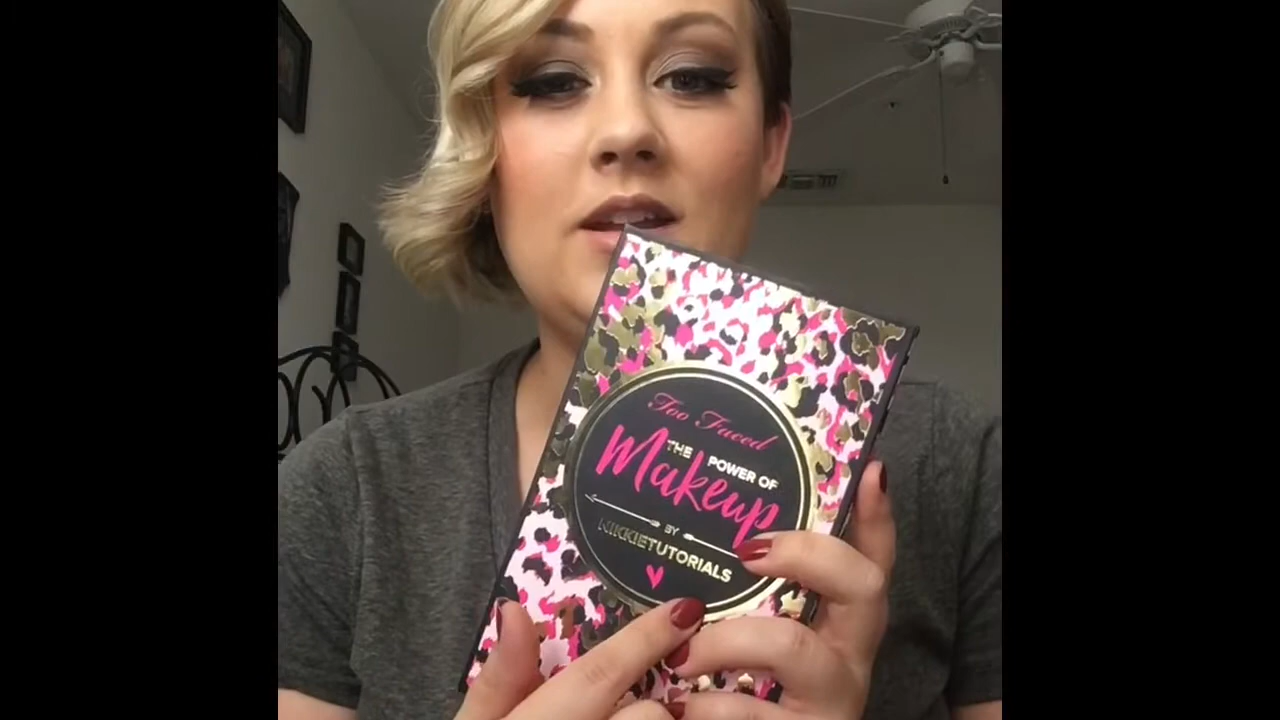 Too Faced
THE POWER OF
Makeup
BY
NIKKIETUTORIALS